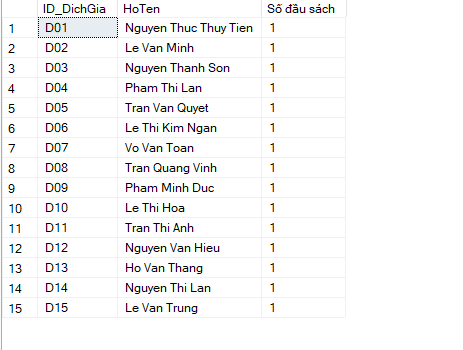 ID_DichGia HoTen Số đầu sách
1 D01 Nguyen Thuc Thuy Tien 1
2 D02 Le Van Minh 1
3 D03 Nguyen Thanh Son 1
4 D04 Pham Thi Lan 1
5 D05 Tran Van Quyet 1
6 D06 Le Thi Kim Ngan 1
7 D07 Vo Van Toan 1
8 D08 Tran Quang Vinh 1
9 D09 Pham Minh Duc 1
10 D10 Le Thi Hoa 1
11 D11 Tran Thi Anh 1
12 D12 Nguyen Van Hieu 1
13 D13 Ho Van Thang 1
14 D14 Nguyen Thi Lan 1
15 D15 Le Van Trung 1